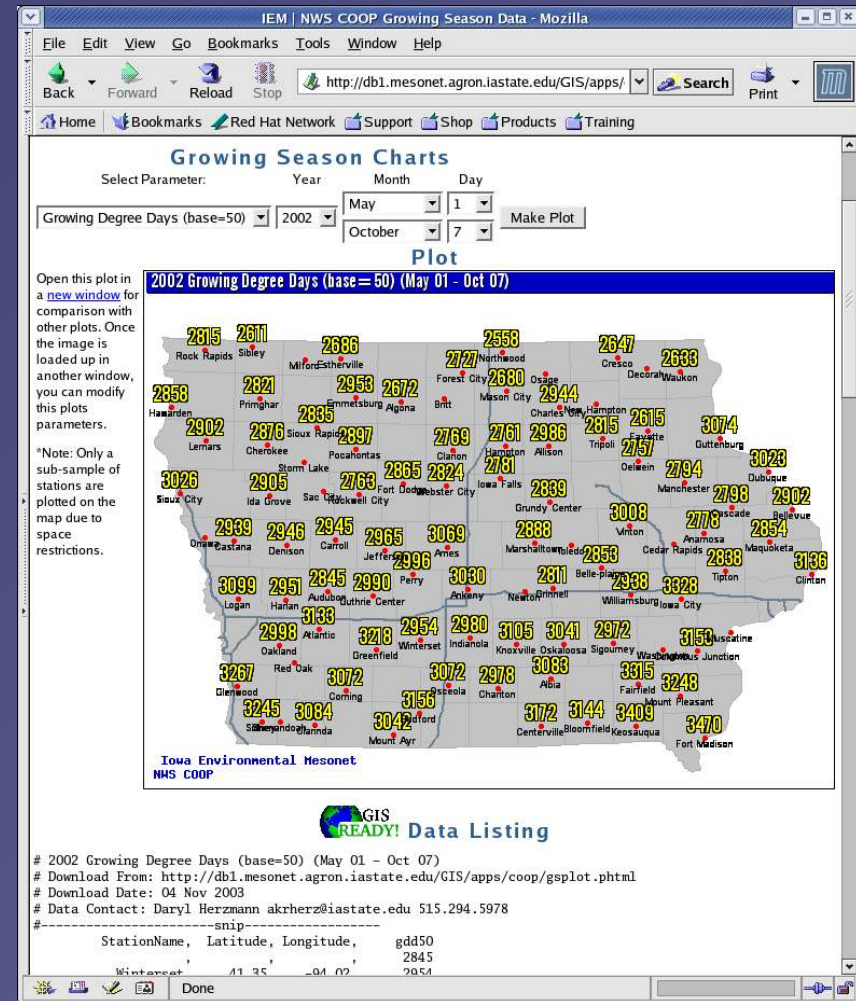 IEM | NWS COOP Growing Season Data - Mozilla
File Edit View Go Bookmarks Tools Window Help
Back Forward Reload Stop http://db1.mesonet.agron.iastate.edu/GIS/apps/ Search Print
Home Bookmarks Red Hat Network Support Shop Products Training
Growing Season Charts
Select Parameter: Year Month Day
Growing Degree Days (base=50) 2002 May 1 Make Plot
October 7
Plot
Open this plot in
a new window for
comparison with
other plots. Once
the image is
loaded up in
another window,
you can modify
this plots
parameters.
*Note: Only a
sub-sample of
stations are
plotted on the
map due to
space
restrictions.
2002 Growing Degree Days (base=50) (May 01 - Oct 07)
2815 2611 2686 2558 2647
Rock Rapids Sibley Milford Estherville 2727 Northwood Cresco 2633
Forest City Osage Decorah Waukon
2858 2821 2953 2672 2680 2944
Hawarden Primghar Emmetsburg Algona Britt Mason City Charles City New Hampton
2902 2876 2835 2897 2769 2761 2986 2815 2615 3074
Lemars Cherokee Sioux Rapids Pocahontas Clarion Hampton Allison Tripoli Fayette Guttenburg
2757
Oelwein
3026 2905 Storm Lake 2763 2865 2824 2781 2794 3023
Sioux City Ida Grove Sac City Rockwell City Fort Dodge Webster City Iowa Falls Manchester Dubuque
2839 2798 2902
Grundy Center Cascade Bellevue
2939 2946 2945 2965 3069 2888 3008 2778 2854
Onawa Castana Denison Carroll Jefferson Ames Marshalltown Toledo Vinton Cedar Rapids Anamosa Maquoketa
2996 2853 2838 3136
Perry Belle-plaine Tipton Clinton
3099 2951 2845 2990 3030 2811 2938 3328
Logan Harlan Audubon Guthrie Center Ankeny Newton Grinnell Williamsburg Iowa City
3133
Atlantic
2998 3218 2954 2980 3105 3041 2972 3153 Muscatine
Oakland Greenfield Winterset Indianola Knoxville Oskaloosa Sigourney Columbus Junction
Red Oak
3267 3072 3072 2978 3083 3315 3248
Glenwood Corning Osceola Chariton Albia Fairfield Mount Pleasant
3245 3084 3156 3042 3172 3144 3409 3470
Shenandoah Clarinda Mount Ayr Centerville Bloomfield Keosauqua Fort Madison
Iowa Environmental Mesonet
NWS COOP
GIS
READY! Data Listing
# 2002 Growing Degree Days (base=50) (May 01 - Oct 07)
# Download From: http://db1.mesonet.agron.iastate.edu/GIS/apps/coop/gsplot.phtml
# Download Date: 04 Nov 2003
# Data Contact: Daryl Herzmann akrherz@iastate.edu 515.294.5978
#----------------------snip------------------
StationName, Latitude, Longitude, gdd50
, , , 2845
Winterset 41.35 -94.02 2954
Done